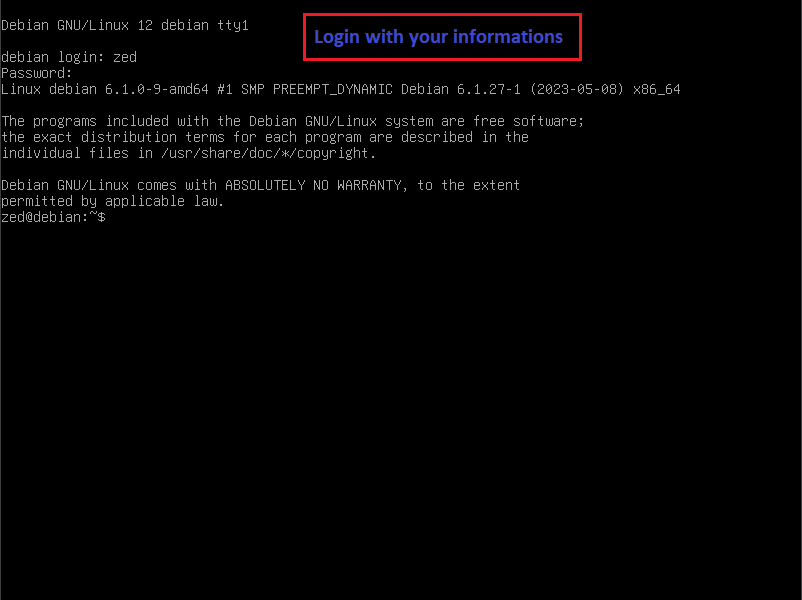 Debian GNU/Linux 12 debian tty1
Login with your informations
debian login: zed
Password:
Linux debian 6.1.0-9-amd64 #1 SMP PREEMPT_DYNAMIC Debian 6.1.27-1 (2023-05-08) x86_64
The programs included with the Debian GNU/Linux system are free software;
the exact distribution terms for each program are described in the
individual files in /usr/share/doc/*/copyright.
Debian GNU/Linux comes with ABSOLUTELY NO WARRANTY, to the extent
permitted by applicable law.
zed@debian:~$